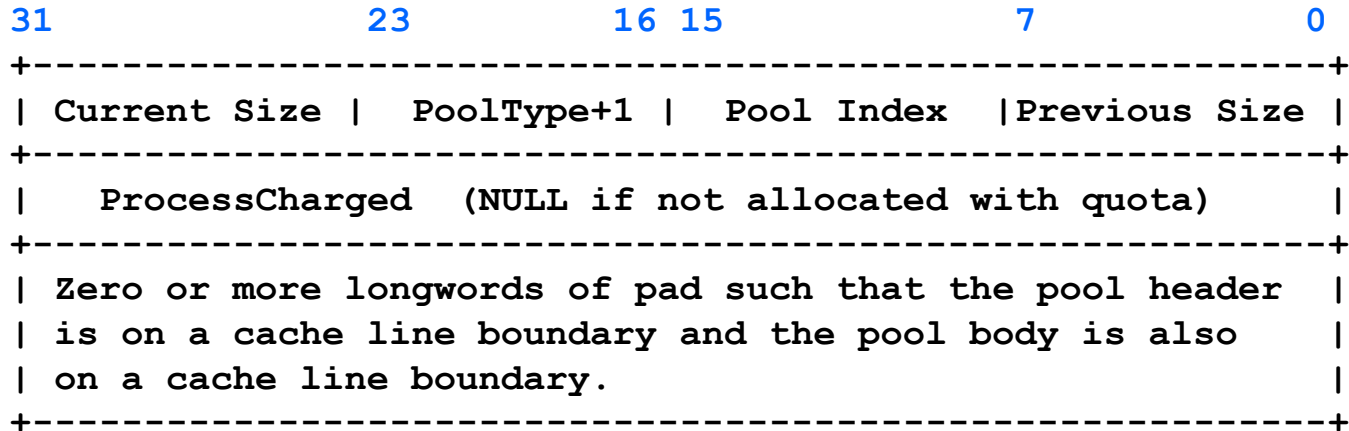 31 23 16 15 7 0
+---------------------------------------------------------------+
| Current Size | PoolType+1 | Pool Index |Previous Size |
+---------------------------------------------------------------+
| ProcessCharged (NULL if not allocated with quota) |
+---------------------------------------------------------------+
| Zero or more longwords of pad such that the pool header |
| is on a cache line boundary and the pool body is also |
| on a cache line boundary. |
+---------------------------------------------------------------+